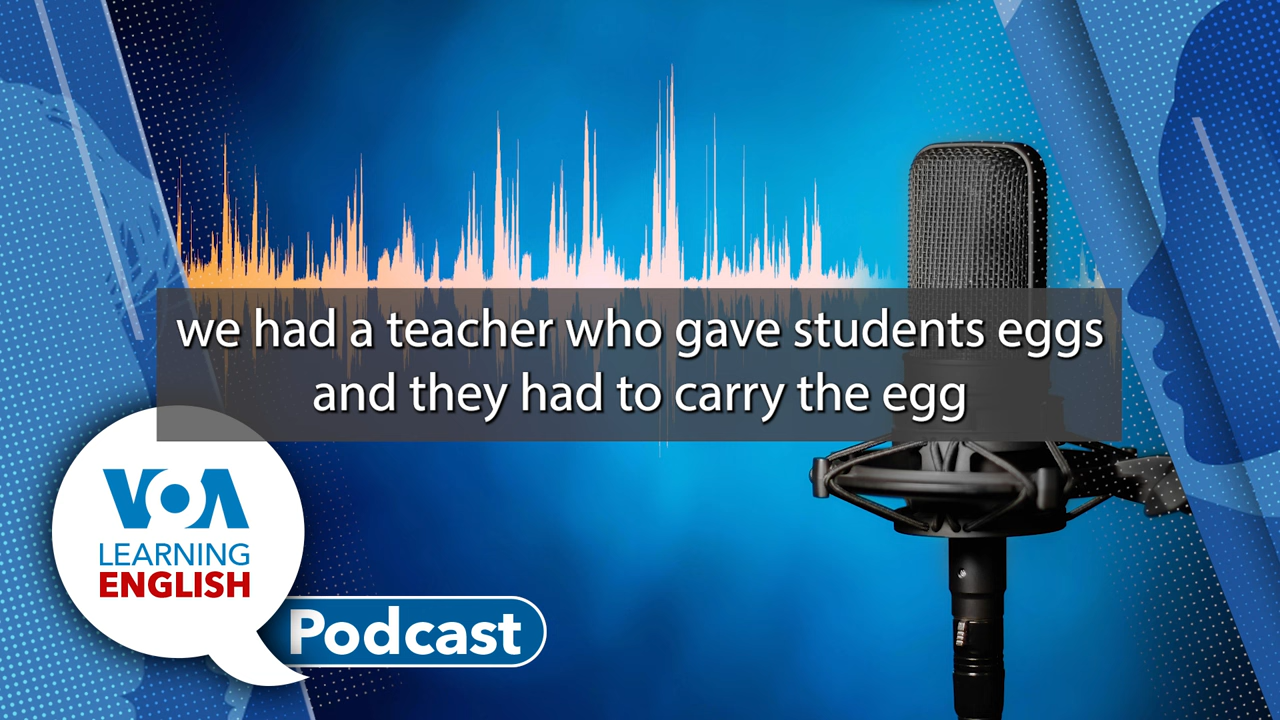 we had a teacher who gave students eggs
and they had to carry the egg
VOA
LEARNING
ENGLISH
Podcast